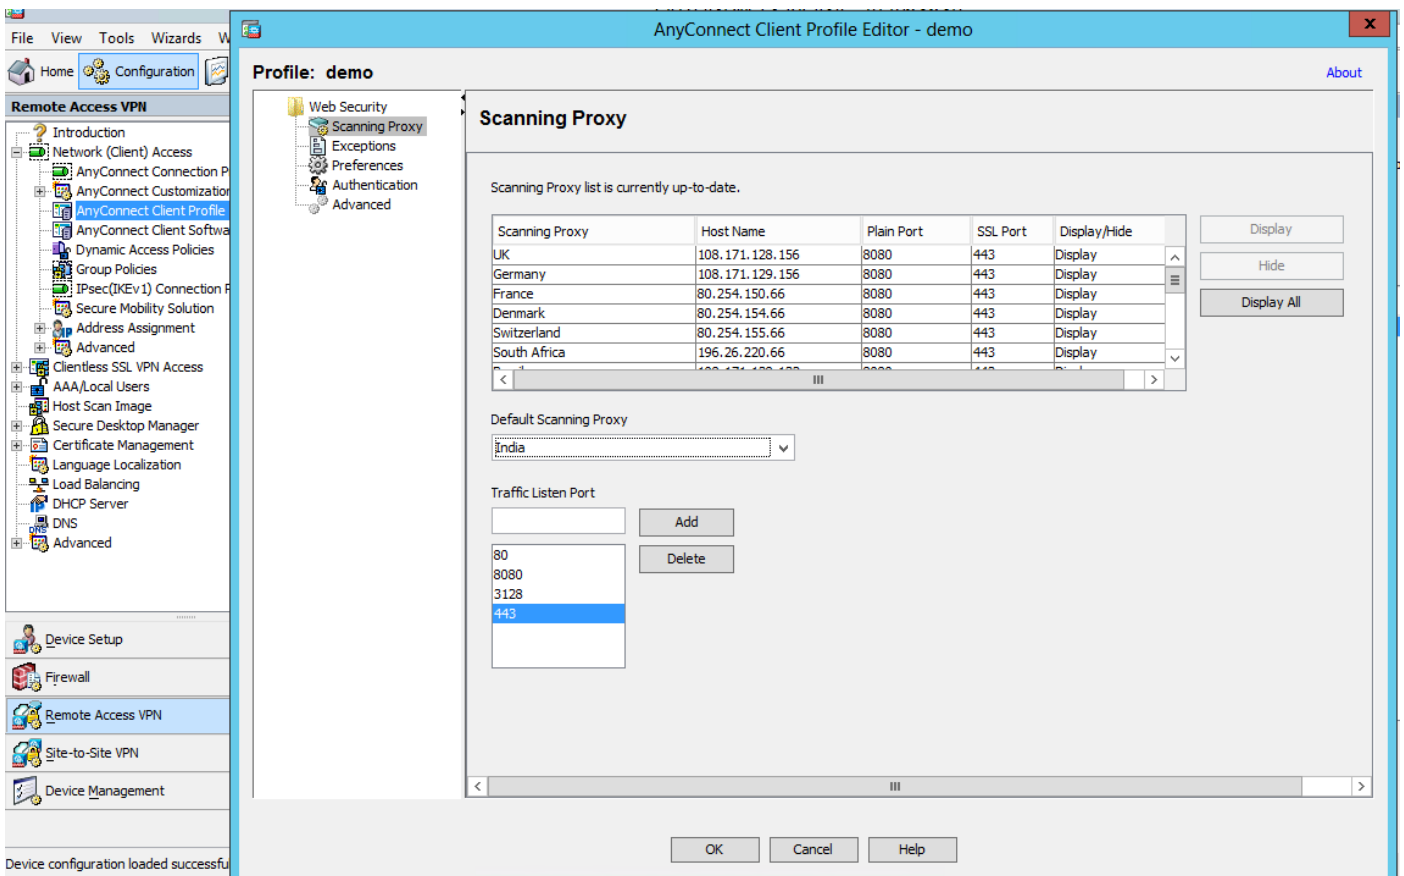 AnyConnect Client Profile Editor - demo
X
File View Tools Wizards W
Home Configuration
Profile: demo
About
Remote Access VPN
Introduction
Network (Client) Access
AnyConnect Connection P
AnyConnect Customization
AnyConnect Client Profile
AnyConnect Client Softwa
Dynamic Access Policies
Group Policies
IPsec(IKEv1) Connection P
Secure Mobility Solution
Address Assignment
Advanced
Clientless SSL VPN Access
AAA/Local Users
Host Scan Image
Secure Desktop Manager
Certificate Management
Language Localization
Load Balancing
DHCP Server
DNS
Advanced
Device Setup
Firewall
Remote Access VPN
Site-to-Site VPN
Device Management
Device configuration loaded successfu
Web Security
Scanning Proxy
Exceptions
Preferences
Authentication
Advanced
Scanning Proxy
Scanning Proxy list is currently up-to-date.
Scanning Proxy Host Name Plain Port SSL Port Display/Hide
UK 108.171.128.156 8080 443 Display
Germany 108.171.129.156 8080 443 Display
France 80.254.150.66 8080 443 Display
Denmark 80.254.154.66 8080 443 Display
Switzerland 80.254.155.66 8080 443 Display
South Africa 196.26.220.66 8080 443 Display
Display
Hide
Display All
Default Scanning Proxy
India
Traffic Listen Port
Add
Delete
80
8080
3128
443
OK Cancel Help